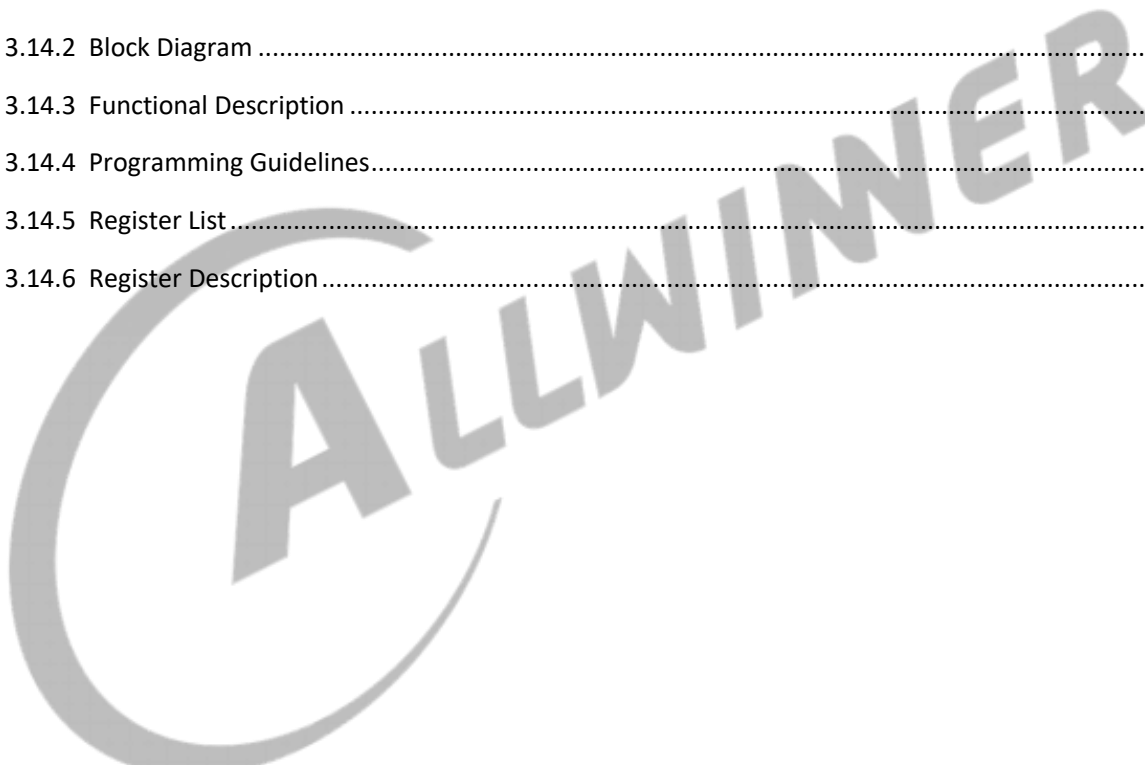 3.14.2 Block Diagram ..............................................................................................................................
3.14.3 Functional Description ................................................................................................................
3.14.4 Programming Guidelines.............................................................................................................
3.14.5 Register List...................................................................................................................................
3.14.6 Register Description.....................................................................................................................
ALLWINNER